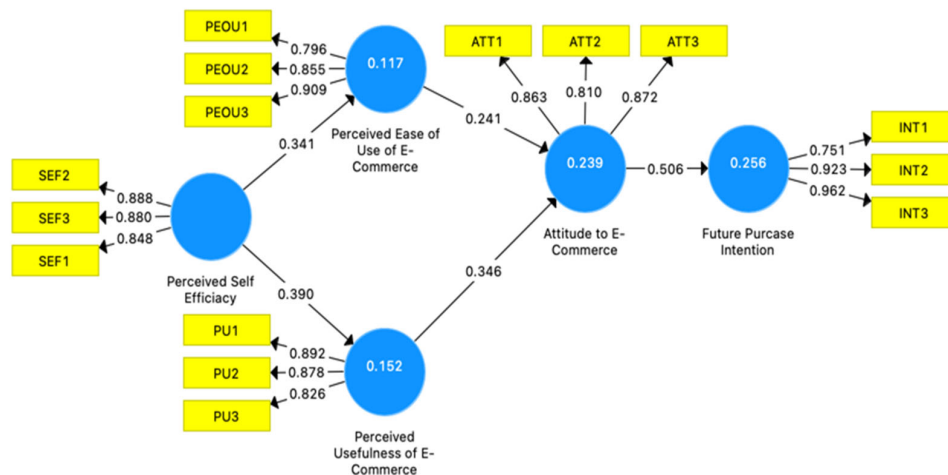 PEOU1
PEOU2
PEOU3
0.796
0.855
0.909
0.117
Perceived Ease of
Use of E-
Commerce
ATT1
ATT2
ATT3
0.863
0.810
0.872
0.241
0.341
0.239
Attitude to E-
Commerce
0.506
0.256
Future Purcase
Intention
0.751
0.923
0.962
INT1
INT2
INT3
SEF2
SEF3
SEF1
0.888
0.880
0.848
Perceived Self
Efficiacy
0.390
0.346
PU1
PU2
PU3
0.892
0.878
0.826
0.152
Perceived
Usefulness of E-
Commerce